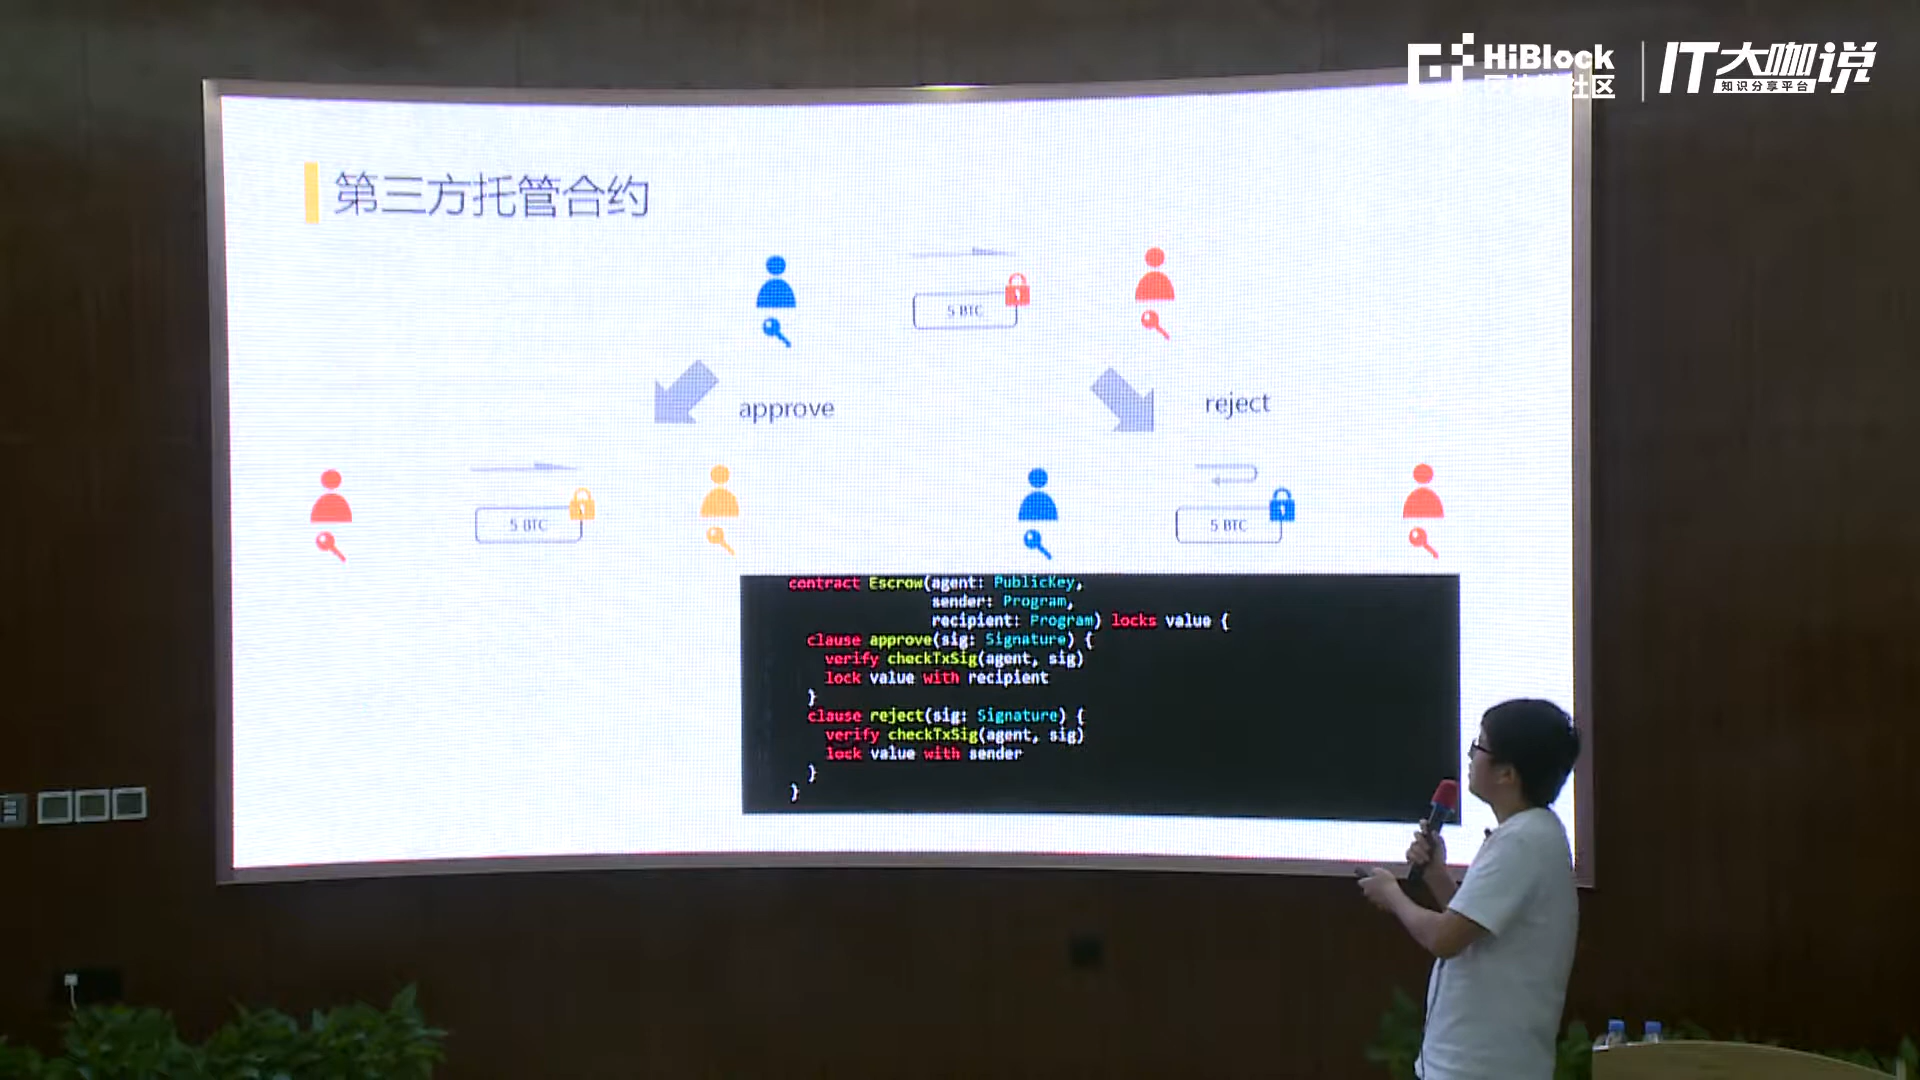 HiBlock
社区
IT大咖说
知识分享平台
第三方托管合约
5 BTC
approve
reject
5 BTC
5 BTC
contract Escrow(agent: PublicKey,
sender: Program,
recipient: Program) locks value {
clause approve(sig: Signature) {
verify checkTxSig(agent, sig)
lock value with recipient
}
clause reject(sig: Signature) {
verify checkTxSig(agent, sig)
lock value with sender
}
}